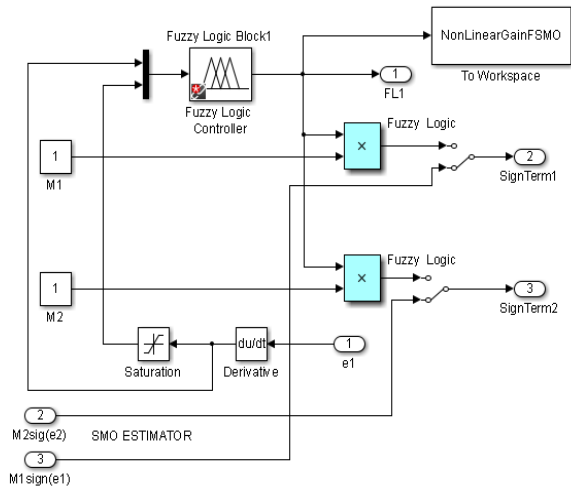 Fuzzy Logic Block1
Fuzzy Logic
Controller
NonLinearGainFSMO
To Workspace
1
FL1
Fuzzy Logic
1
M1
×
2
SignTerm1
Fuzzy Logic
1
M2
×
3
SignTerm2
Saturation
du/dt
Derivative
1
e1
2
M2sig(e2)
SMO ESTIMATOR
3
M1sign(e1)